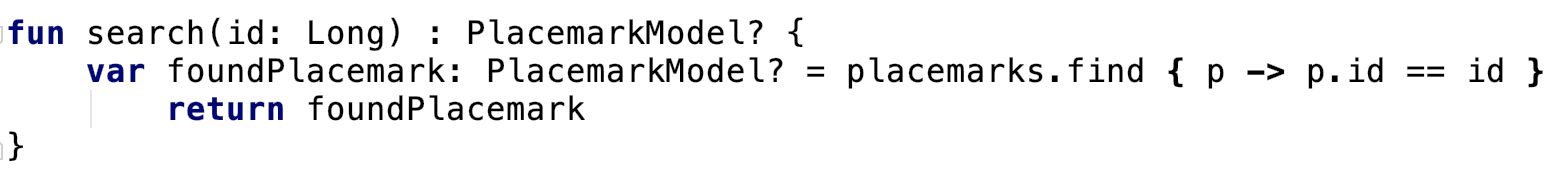 fun search(id: Long) : PlacemarkModel? {
    var foundPlacemark: PlacemarkModel? = placemarks.find { p -> p.id == id }
        return foundPlacemark
}